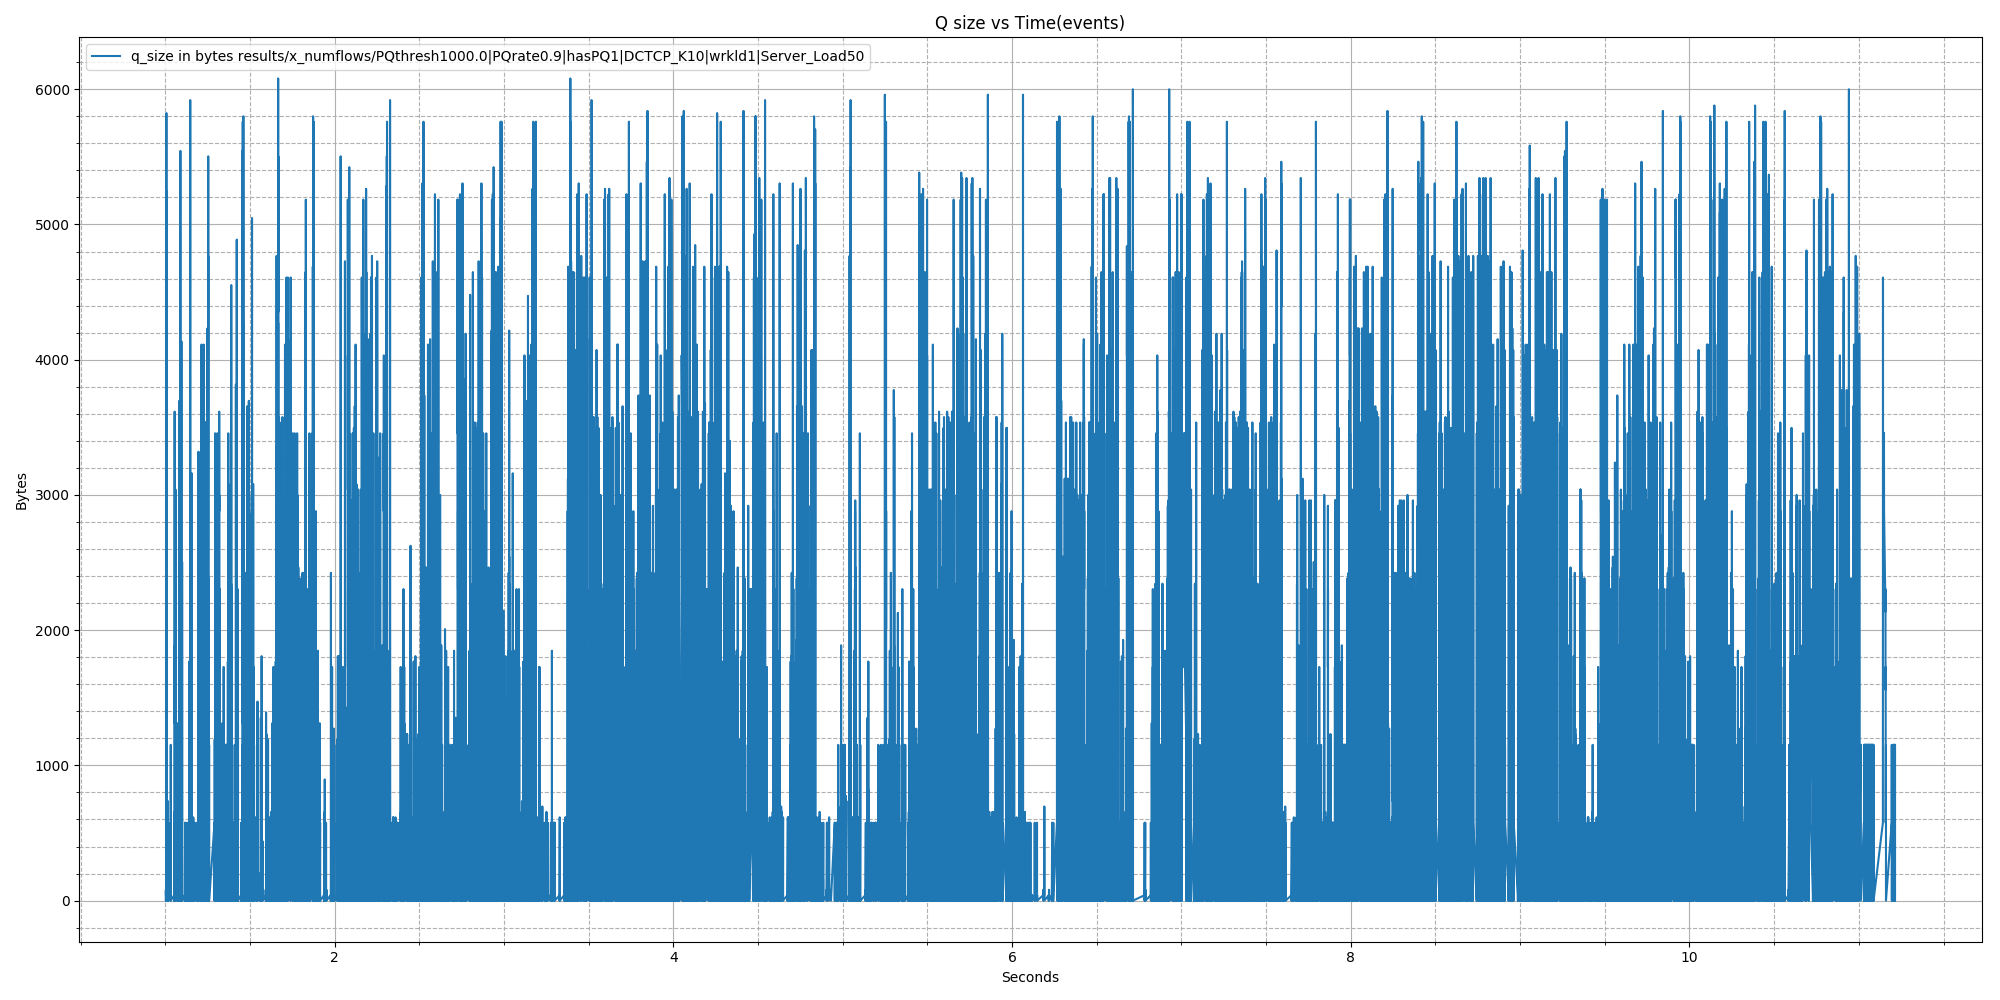 Q size vs Time(events)
q_size in bytes results/x_numflows/PQthresh1000.0|PQrate0.9|hasPQ1|DCTCP_K10|wrkld1|Server_Load50
6000
5000
4000
3000
2000
1000
0
Bytes
2 4 6 8 10
Seconds